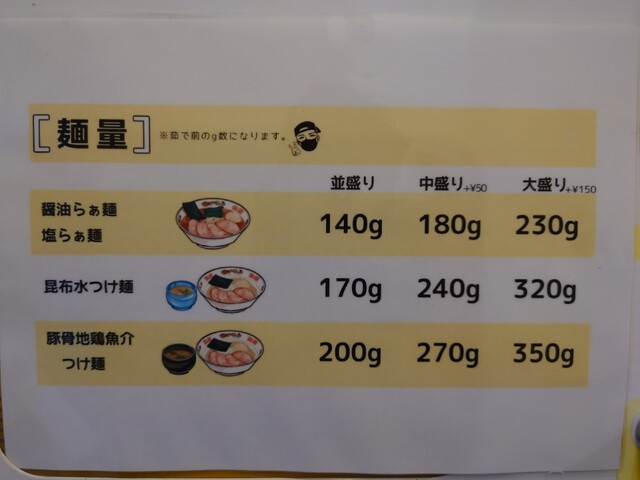 [麺量] ※茹で前のg数になります。
並盛り 中盛り+¥50 大盛り+¥150
醤油らぁ麺
塩らぁ麺
140g 180g 230g
昆布水つけ麺
170g 240g 320g
豚骨地鶏魚介
つけ麺
200g 270g 350g